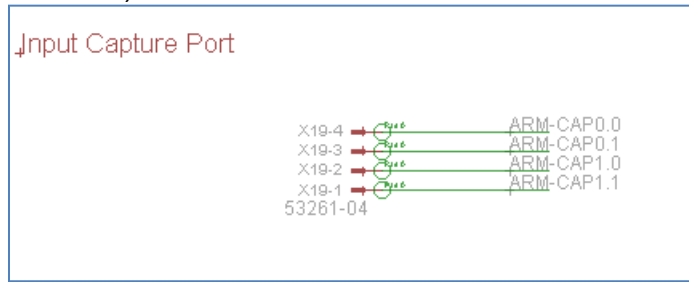 Input Capture Port
X19-4 ARM-CAP0.0
X19-3 ARM-CAP0.1
X19-2 ARM-CAP1.0
X19-1 ARM-CAP1.1
53261-04